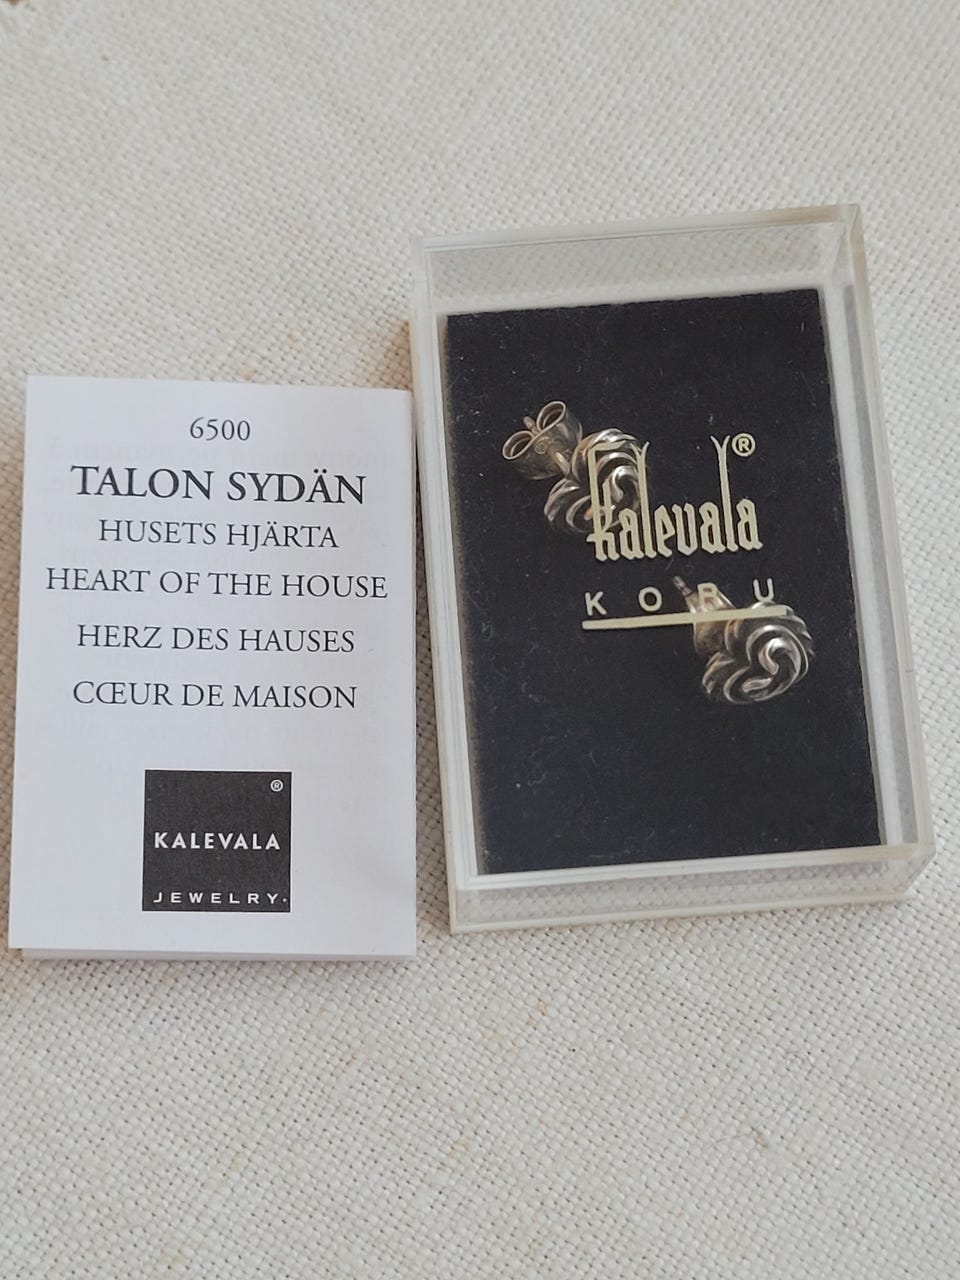 6500
TALON SYDÄN
HUSETS HJÄRTA
HEART OF THE HOUSE
HERZ DES HAUSES
CŒUR DE MAISON
®
KALEVALA
JEWELRY.
Kalevala®
KORU